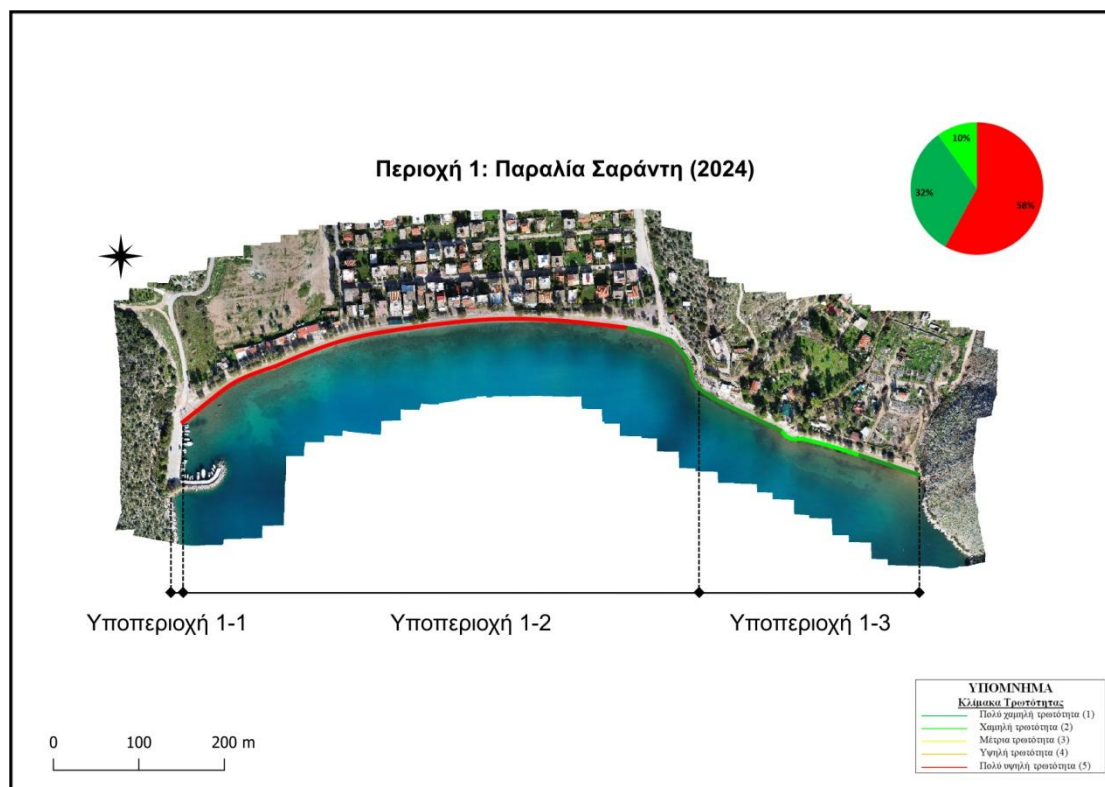 10%
32%
58%
Περιοχή 1: Παραλία Σαράντη (2024)
Υποπεριοχή 1-1 Υποπεριοχή 1-2 Υποπεριοχή 1-3
ΥΠΟΜΝΗΜΑ
Κλίμακα Τρωτότητας
Πολύ χαμηλή τρωτότητα (1)
Χαμηλή τρωτότητα (2)
Μέτρια τρωτότητα (3)
Υψηλή τρωτότητα (4)
Πολύ υψηλή τρωτότητα (5)
0 100 200 m